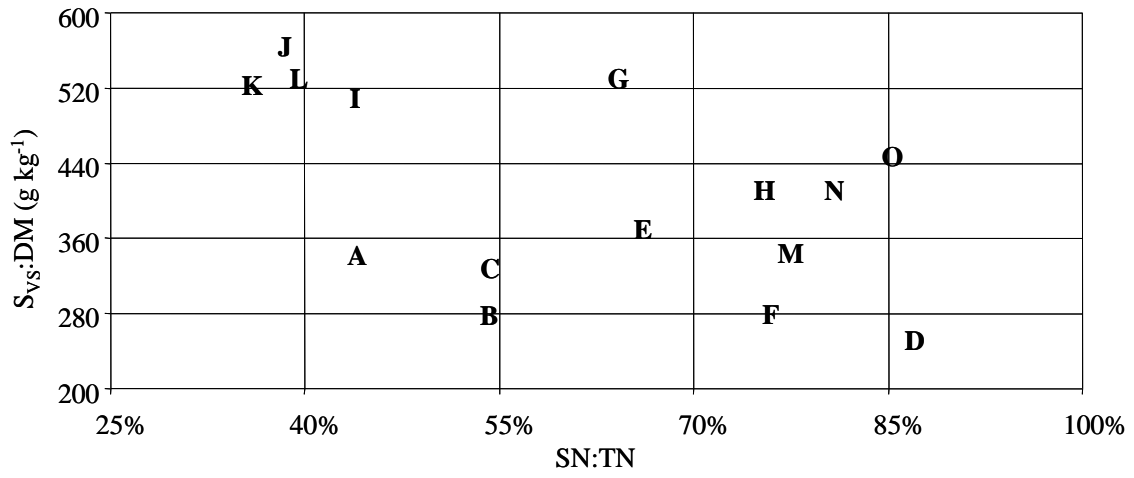 600
J
K L G
520
I
O
440
H N
E
360
A M
C
280
B F
D
200
25% 40% 55% 70% 85% 100%
SN:TN
S_VS:DM (g kg⁻¹)